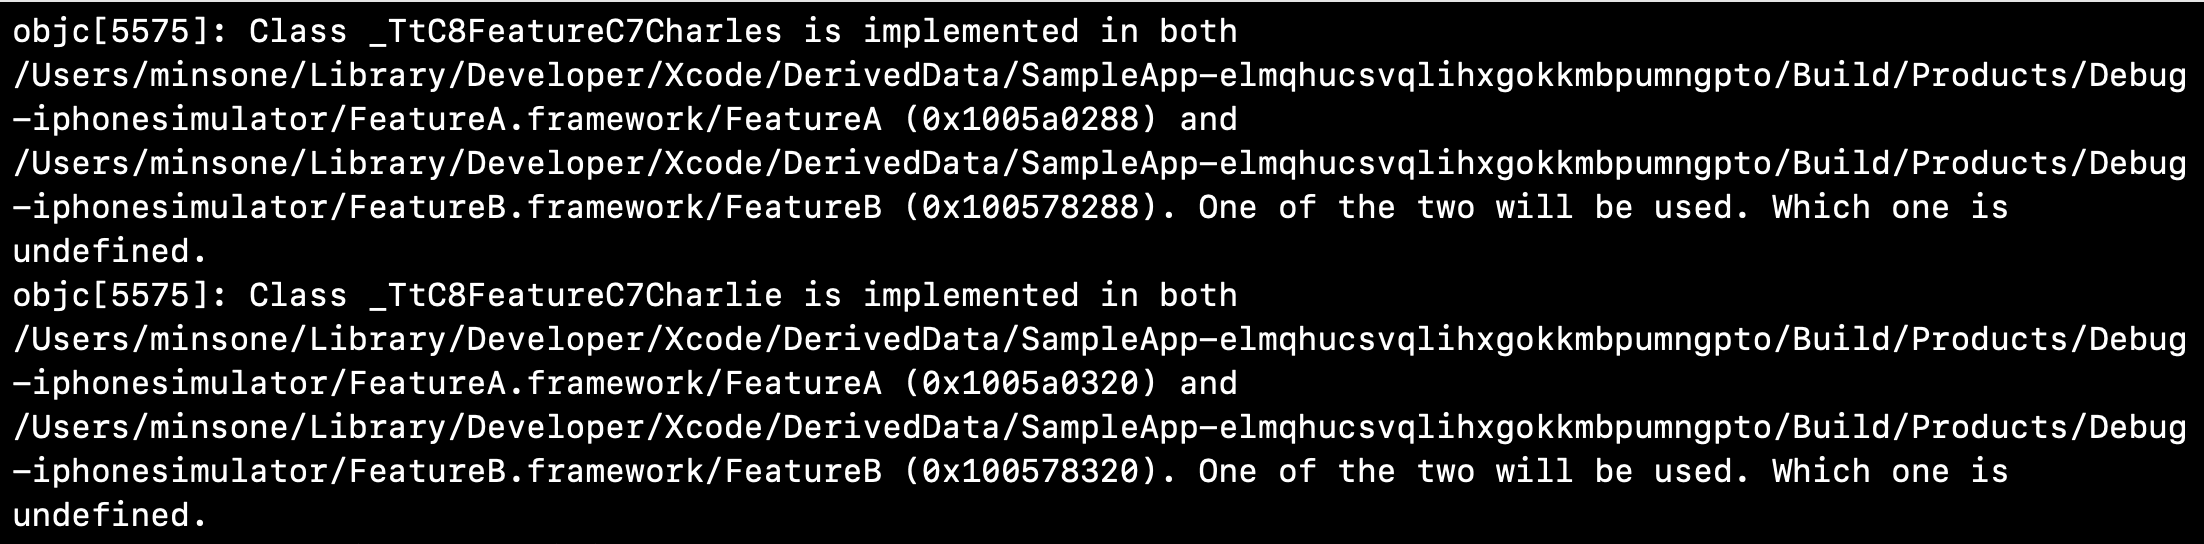 objc[5575]: Class _TtC8FeatureC7Charles is implemented in both
/Users/minsone/Library/Developer/Xcode/DerivedData/SampleApp-elmqhucsvqlihxgokkmbpumngpto/Build/Products/Debug
-iphonesimulator/FeatureA.framework/FeatureA (0x1005a0288) and
/Users/minsone/Library/Developer/Xcode/DerivedData/SampleApp-elmqhucsvqlihxgokkmbpumngpto/Build/Products/Debug
-iphonesimulator/FeatureB.framework/FeatureB (0x100578288). One of the two will be used. Which one is
undefined.
objc[5575]: Class _TtC8FeatureC7Charlie is implemented in both
/Users/minsone/Library/Developer/Xcode/DerivedData/SampleApp-elmqhucsvqlihxgokkmbpumngpto/Build/Products/Debug
-iphonesimulator/FeatureA.framework/FeatureA (0x1005a0320) and
/Users/minsone/Library/Developer/Xcode/DerivedData/SampleApp-elmqhucsvqlihxgokkmbpumngpto/Build/Products/Debug
-iphonesimulator/FeatureB.framework/FeatureB (0x100578320). One of the two will be used. Which one is
undefined.